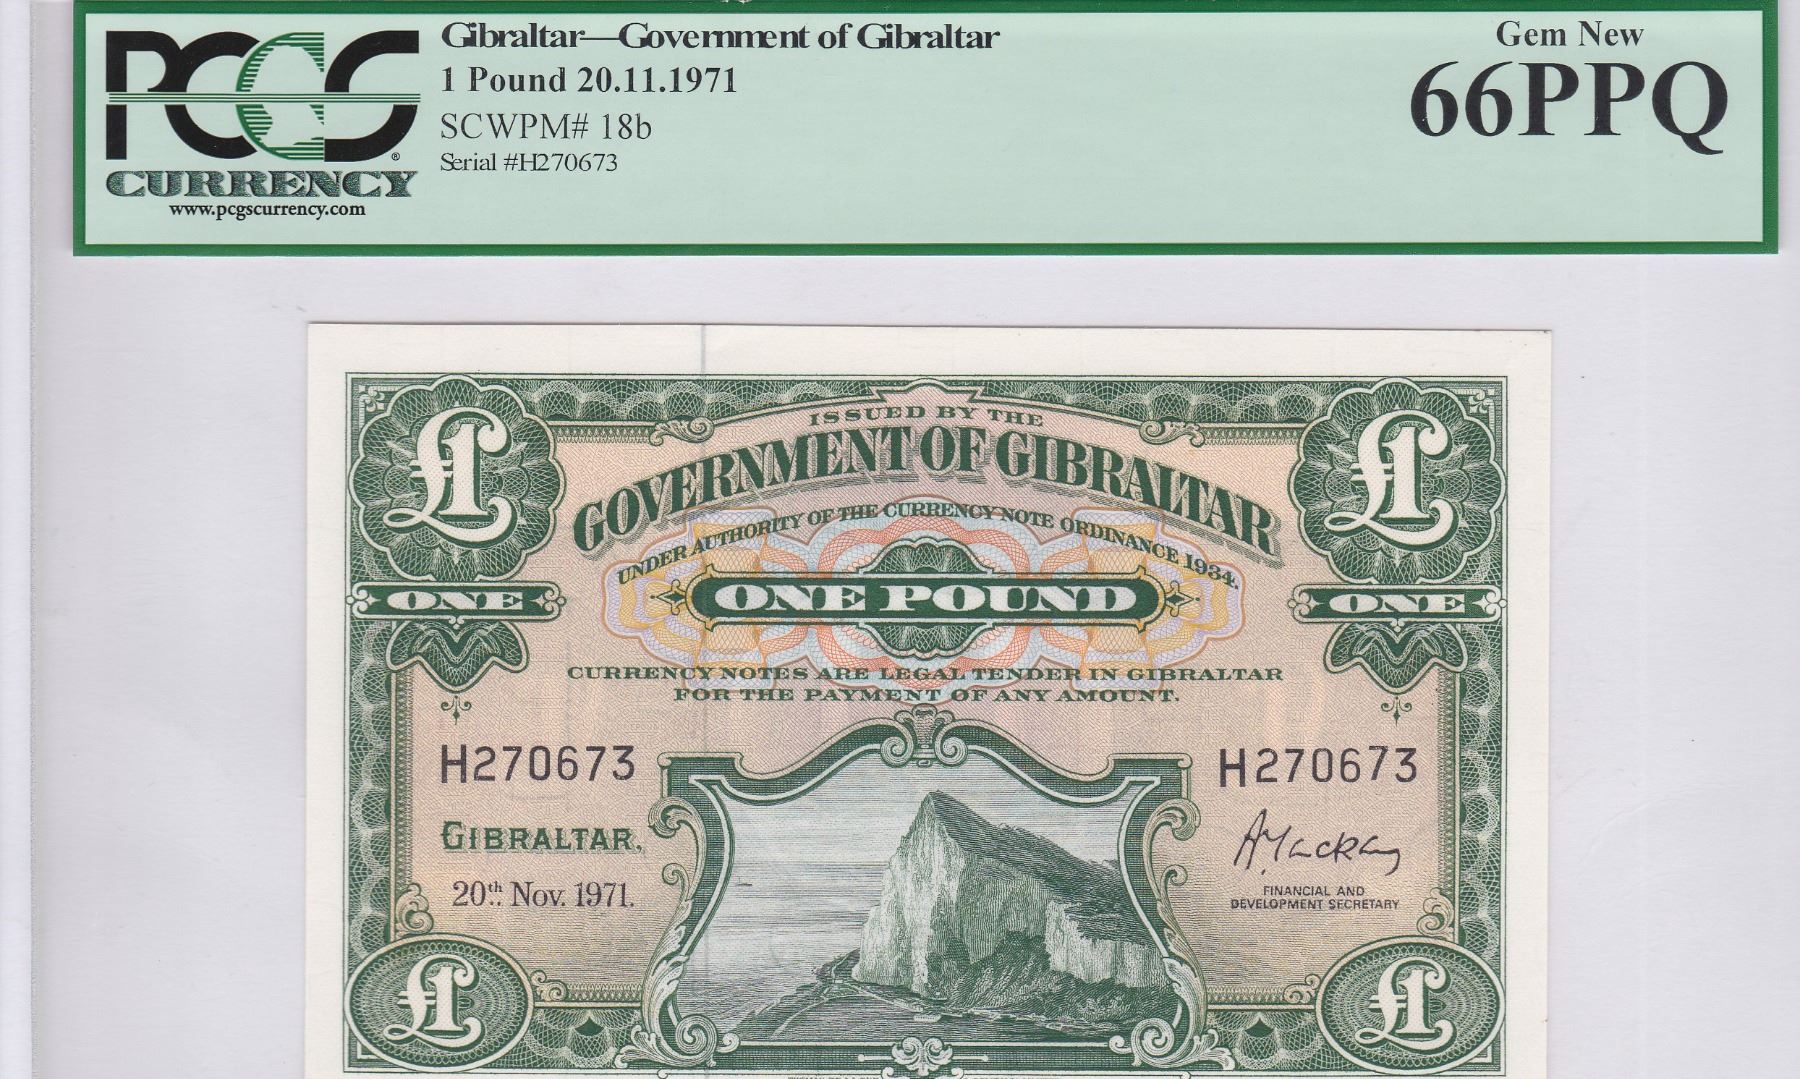 PCGS
CURRENCY
www.pcgscurrency.com
Gibraltar—Government of Gibraltar
1 Pound 20.11.1971
SCWPM# 18b
Serial #H270673
Gem New
66PPQ
£1
£1
ISSUED BY THE
GOVERNMENT OF GIBRALTAR
UNDER AUTHORITY OF THE CURRENCY NOTE ORDINANCE 1934.
ONE
ONE POUND
ONE
CURRENCY NOTES ARE LEGAL TENDER IN GIBRALTAR
FOR THE PAYMENT OF ANY AMOUNT.
H270673
H270673
GIBRALTAR,
20th Nov. 1971.
A. Mackay
FINANCIAL AND
DEVELOPMENT SECRETARY
£1
£1